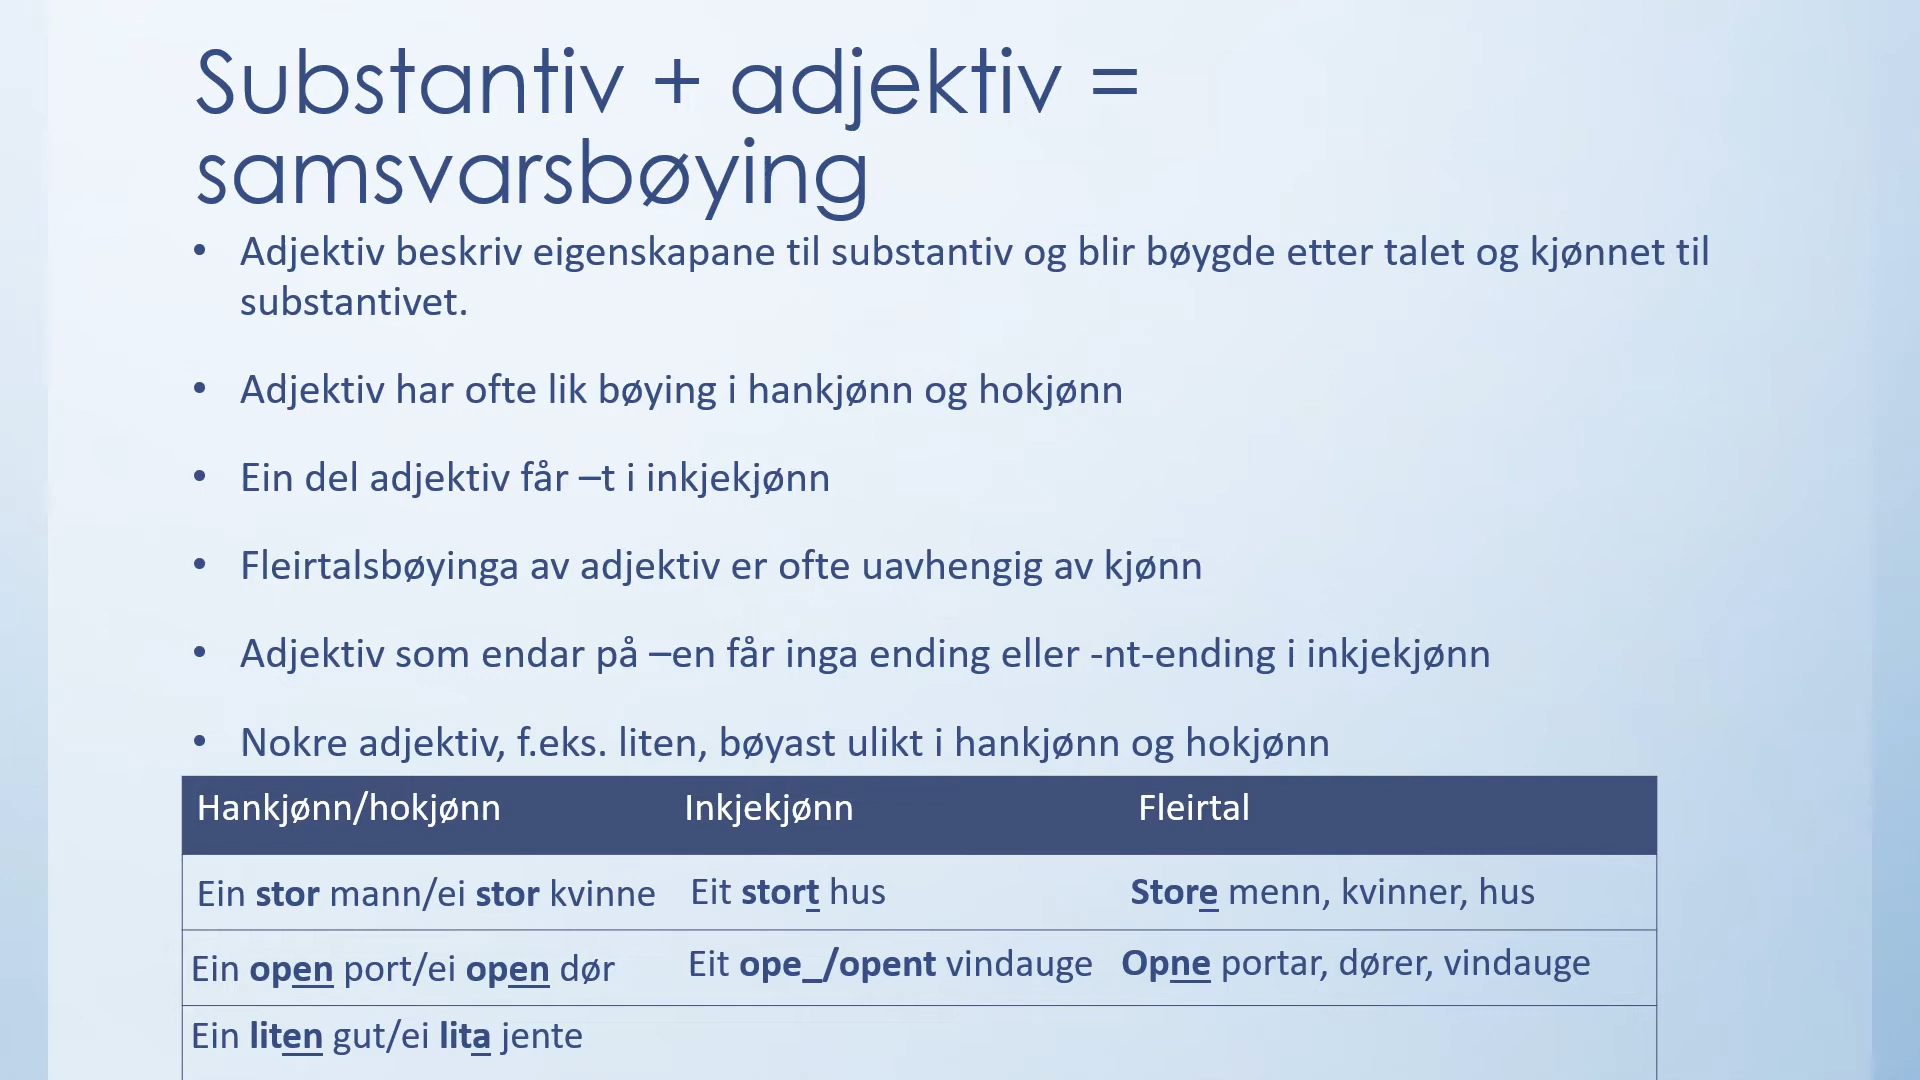 Substantiv + adjektiv =
samsvarsbøying
• Adjektiv beskriv eigenskapane til substantiv og blir bøygde etter talet og kjønnet til
substantivet.
• Adjektiv har ofte lik bøying i hankjønn og hokjønn
• Ein del adjektiv får –t i inkjekjønn
• Fleirtalsbøyinga av adjektiv er ofte uavhengig av kjønn
• Adjektiv som endar på –en får inga ending eller -nt-ending i inkjekjønn
• Nokre adjektiv, f.eks. liten, bøyast ulikt i hankjønn og hokjønn
Hankjønn/hokjønn Inkjekjønn Fleirtal
Ein stor mann/ei stor kvinne Eit stort hus Store menn, kvinner, hus
Ein open port/ei open dør Eit ope_/opent vindauge Opne portar, dører, vindauge
Ein liten gut/ei lita jente